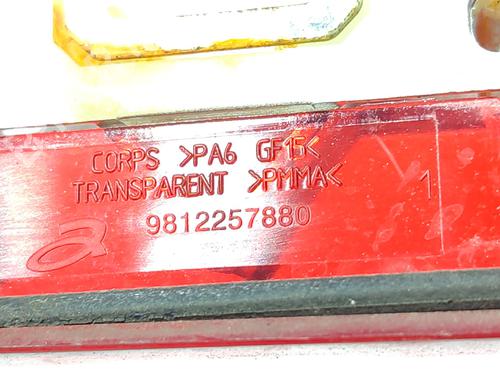 CORPS >PA6 GF15<
TRANSPARENT >PMMA<
1
9812257880